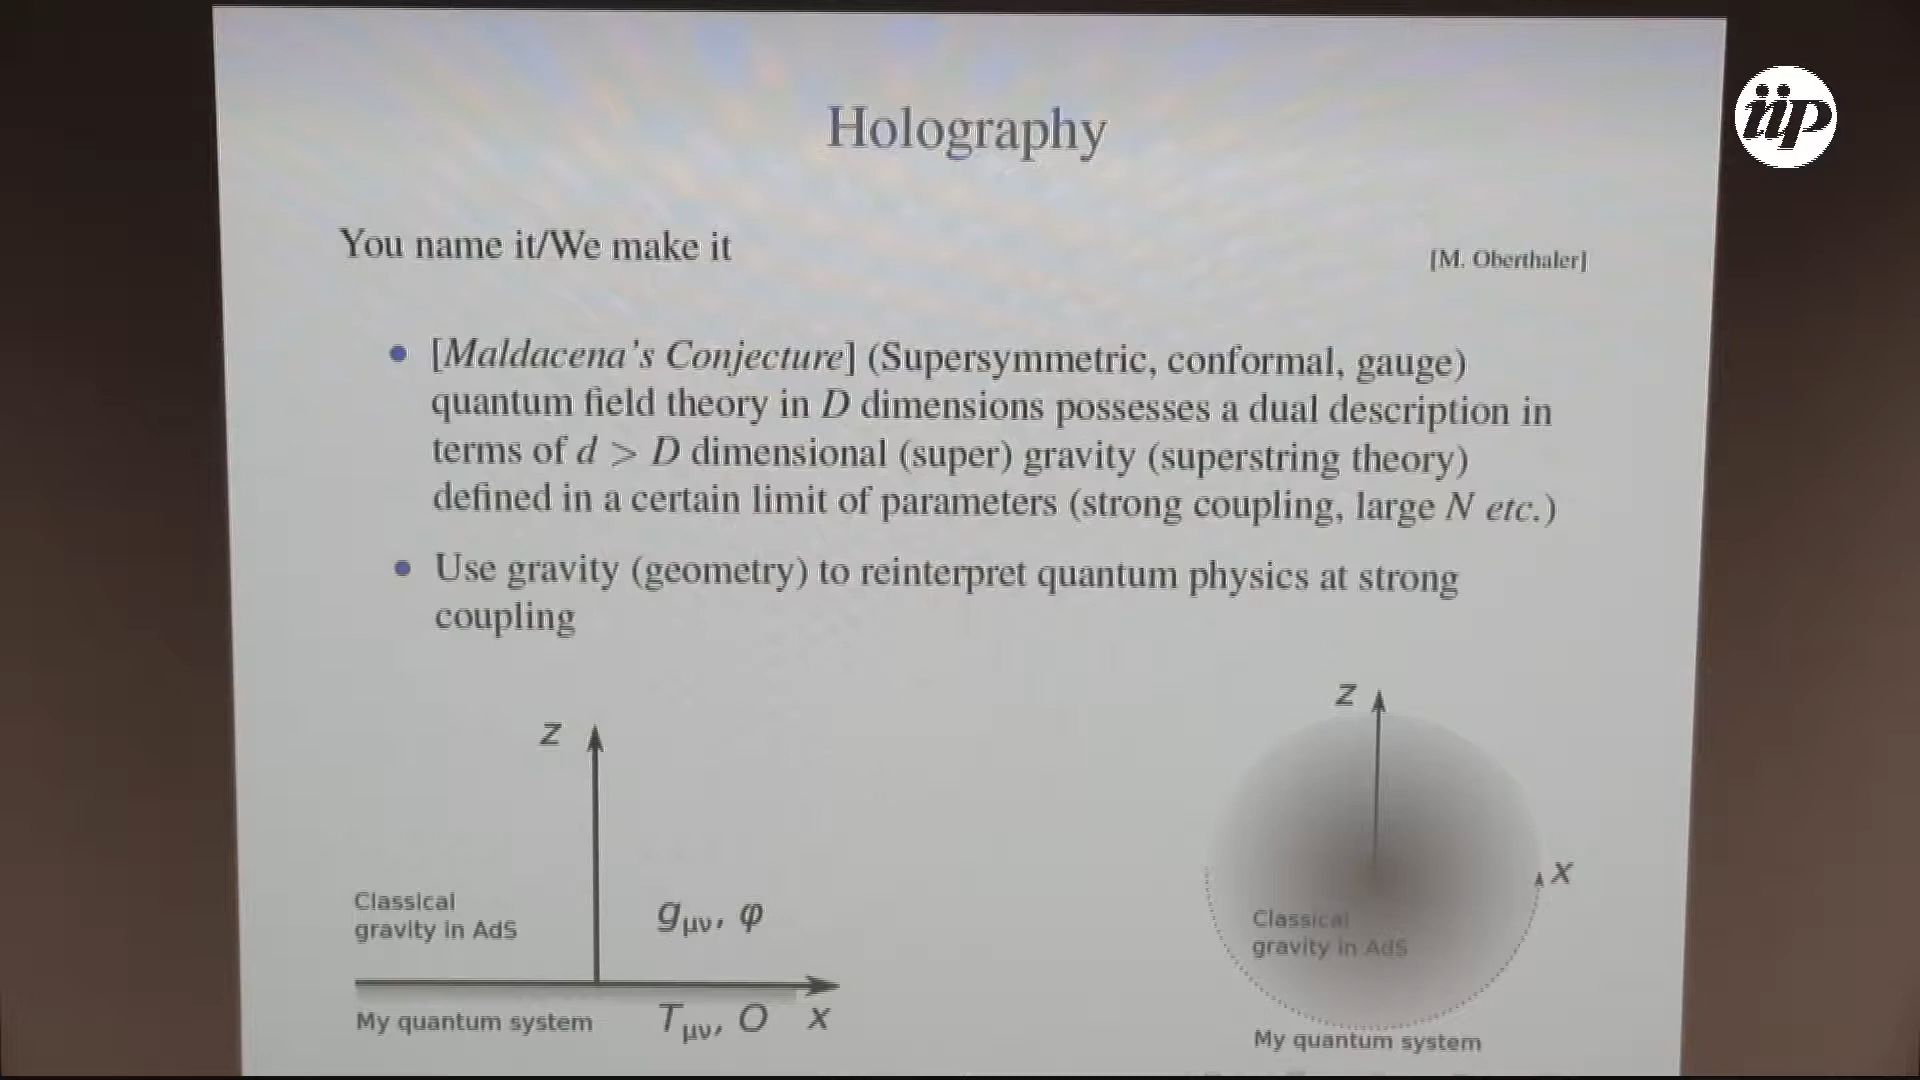 iip
Holography
You name it/We make it
[M. Oberthaler]
• [Maldacena's Conjecture] (Supersymmetric, conformal, gauge)
quantum field theory in D dimensions possesses a dual description in
terms of d > D dimensional (super) gravity (superstring theory)
defined in a certain limit of parameters (strong coupling, large N etc.)
• Use gravity (geometry) to reinterpret quantum physics at strong
coupling
z
Classical
gravity in AdS
gμν, φ
My quantum system
Tμν, O
x
z
x
Classical
gravity in AdS
My quantum system